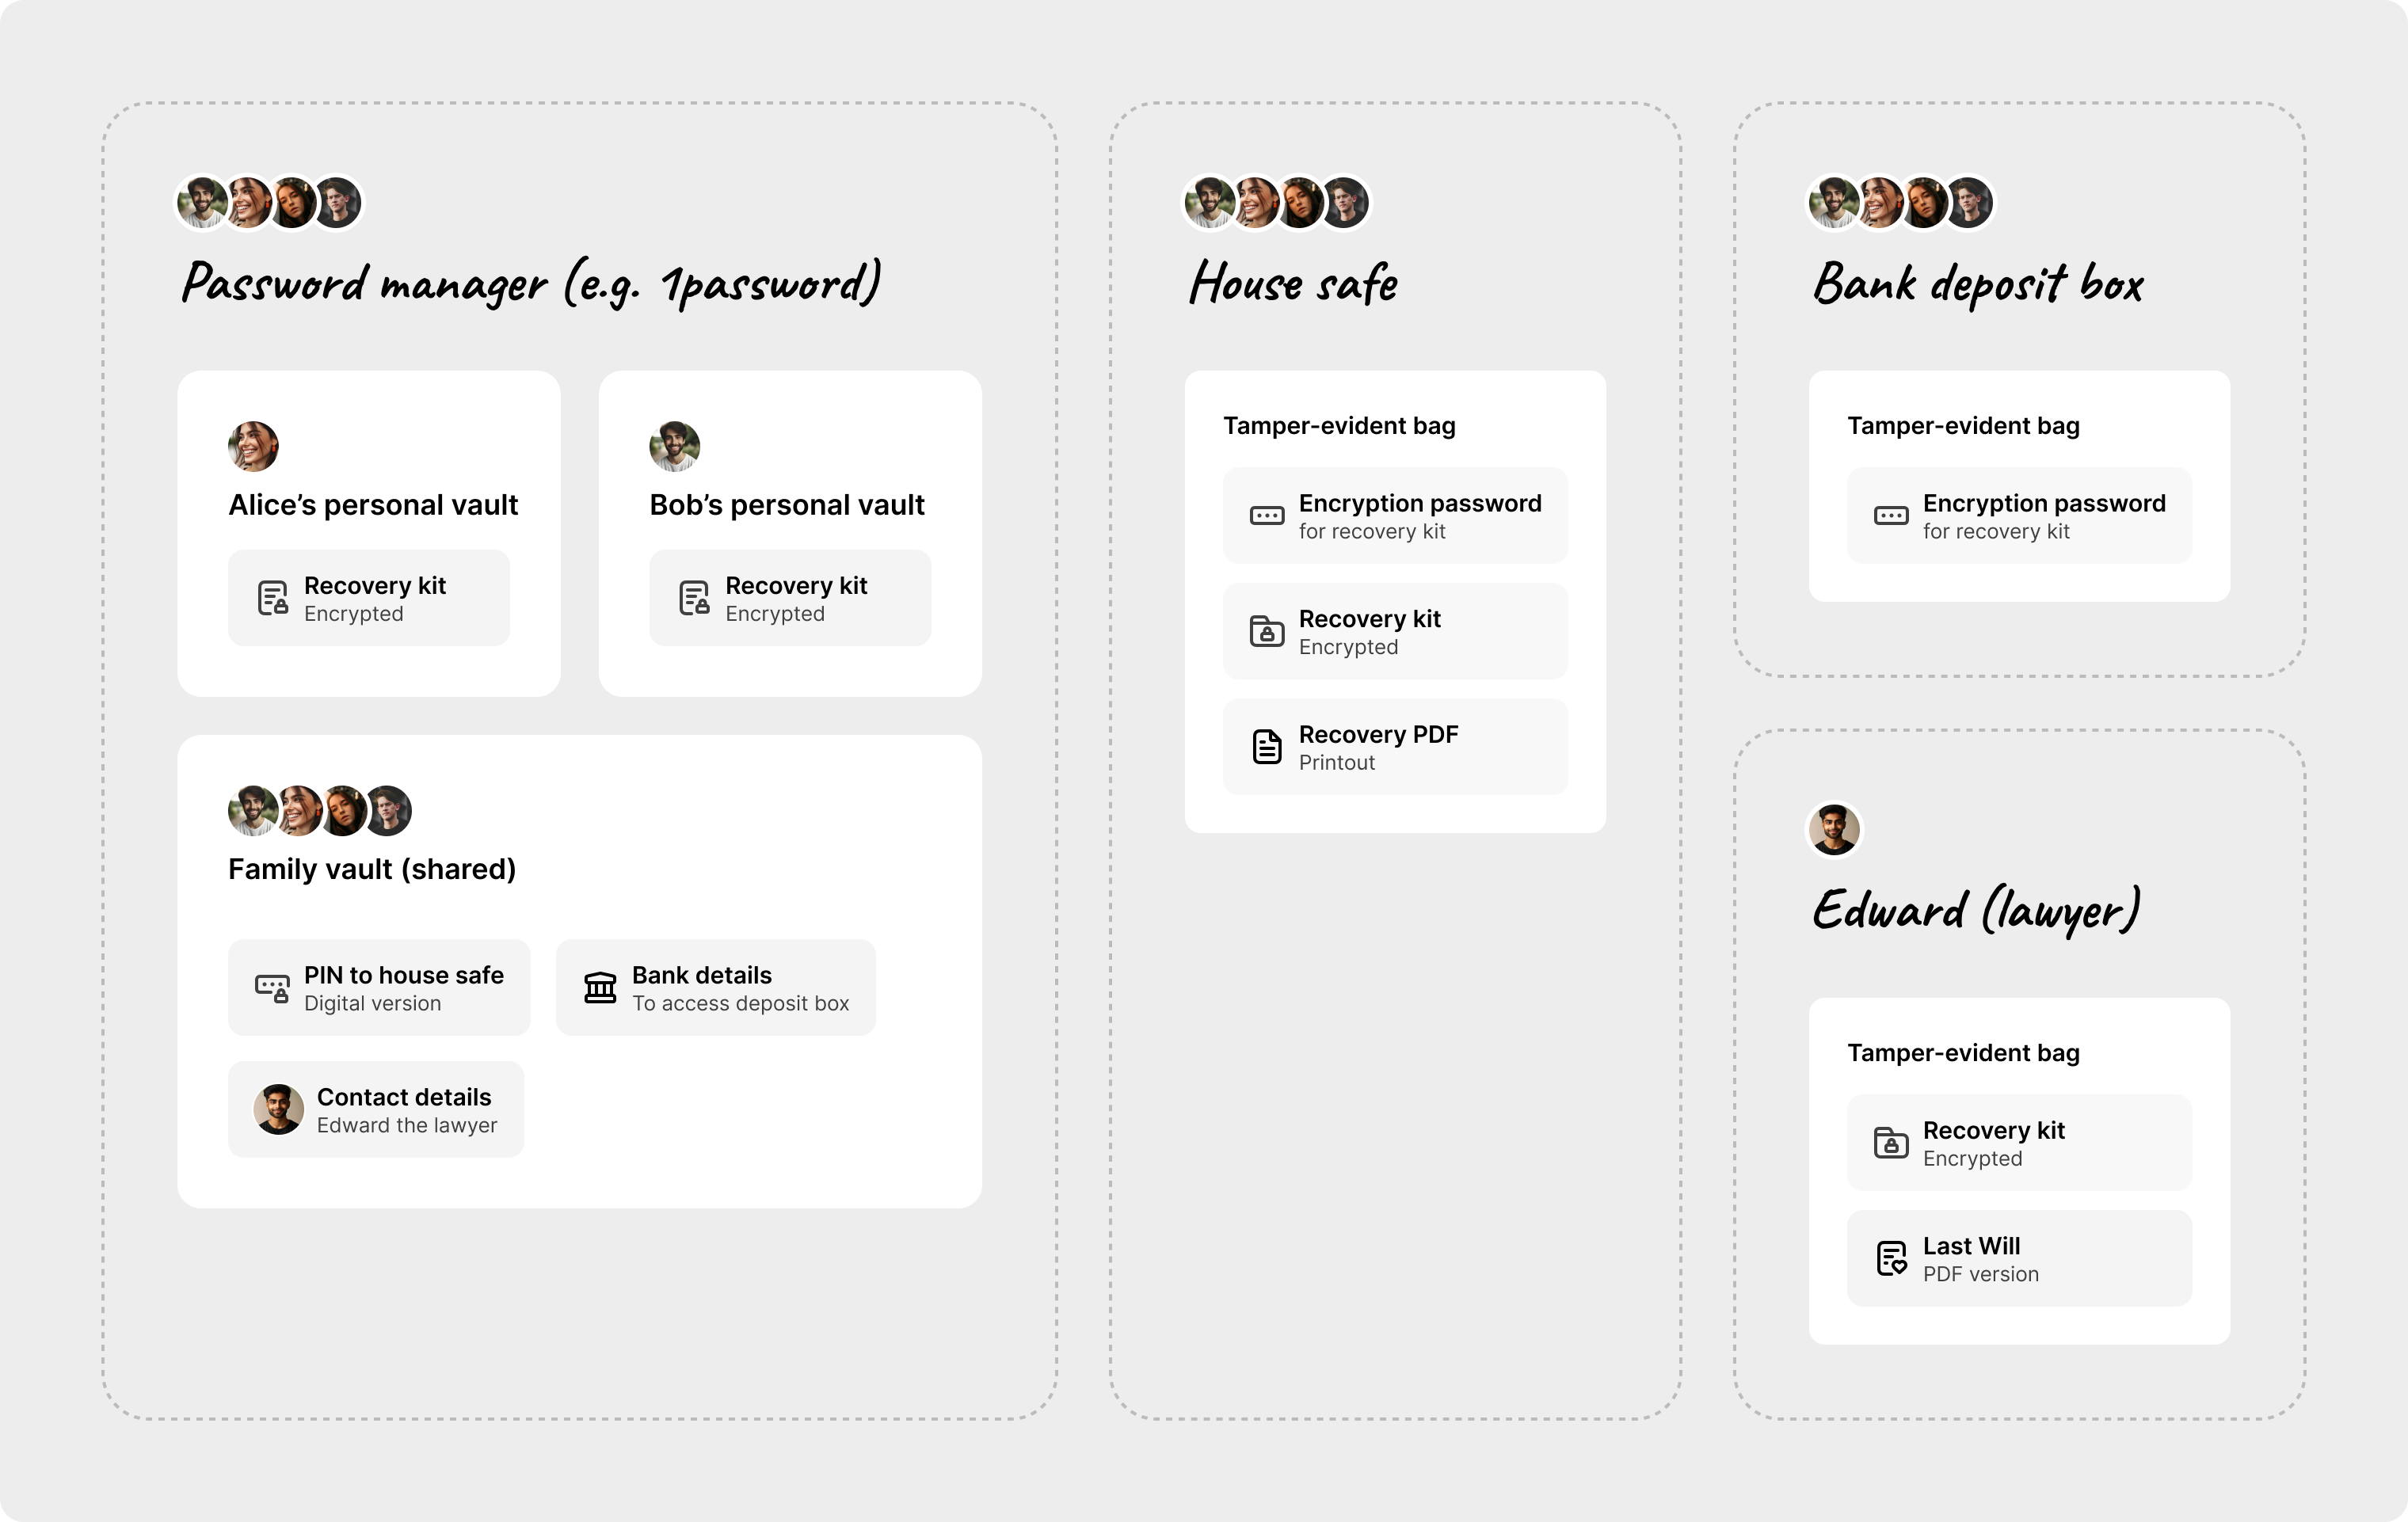 Password manager (e.g. 1password)
Alice’s personal vault
Recovery kit
Encrypted
Bob’s personal vault
Recovery kit
Encrypted
Family vault (shared)
PIN to house safe
Digital version
Bank details
To access deposit box
Contact details
Edward the lawyer
House safe
Tamper-evident bag
Encryption password
for recovery kit
Recovery kit
Encrypted
Recovery PDF
Printout
Bank deposit box
Tamper-evident bag
Encryption password
for recovery kit
Edward (lawyer)
Tamper-evident bag
Recovery kit
Encrypted
Last Will
PDF version